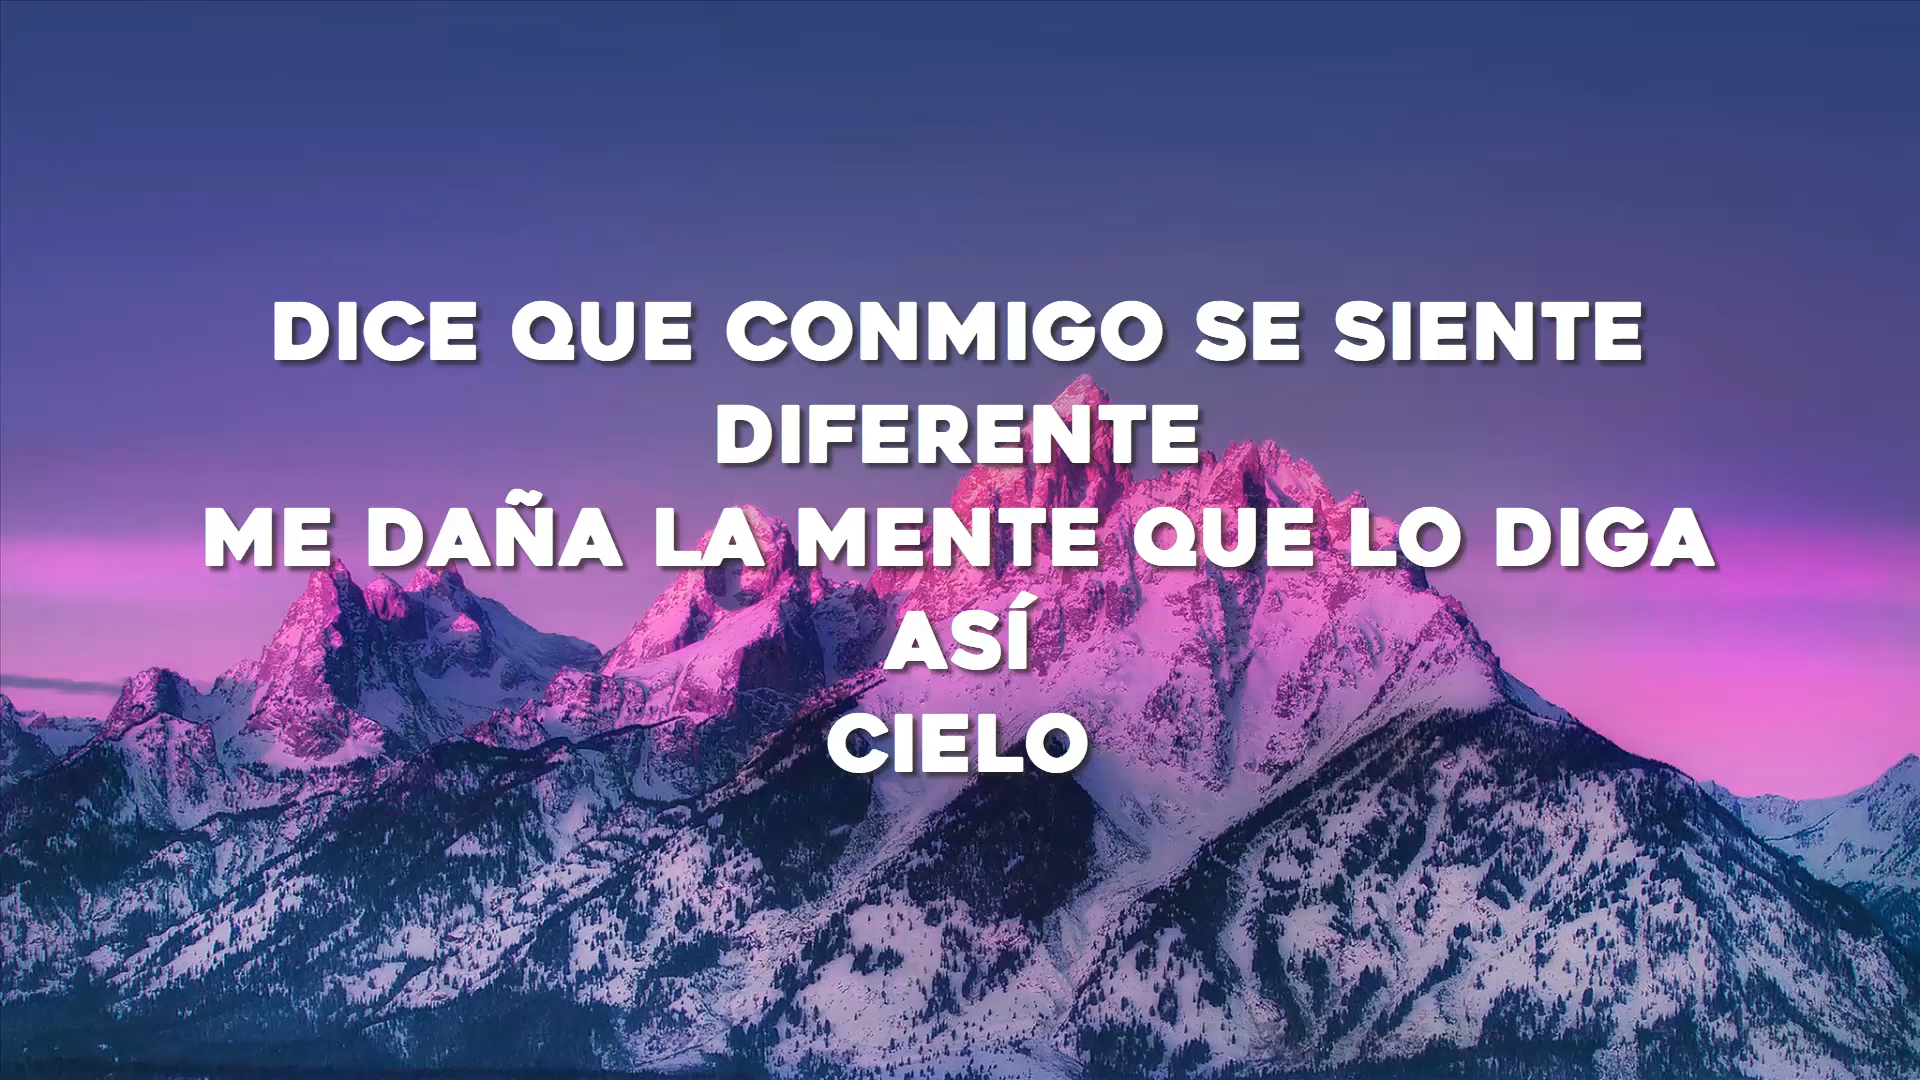 DICE QUE CONMIGO SE SIENTE
DIFERENTE
ME DAÑA LA MENTE QUE LO DIGA
ASÍ
CIELO